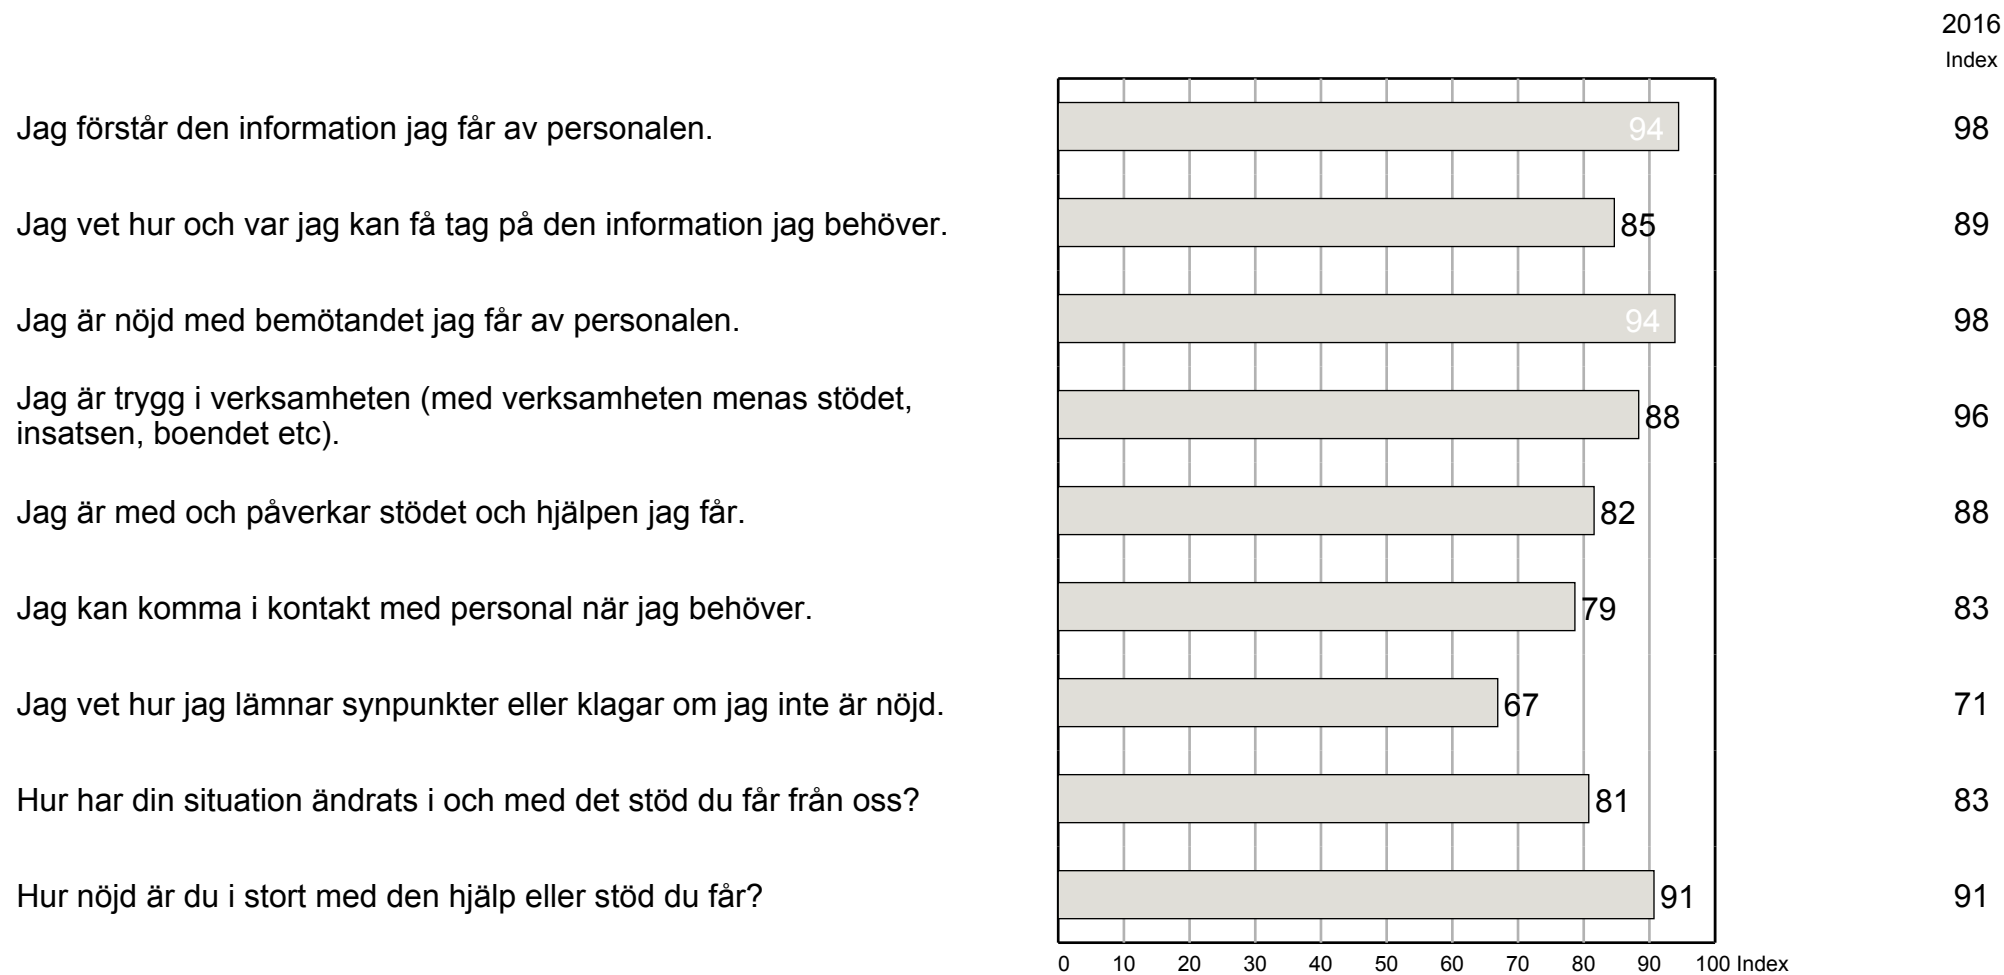 2016
Index
Jag förstår den information jag får av personalen. 94 98
Jag vet hur och var jag kan få tag på den information jag behöver. 85 89
Jag är nöjd med bemötandet jag får av personalen. 94 98
Jag är trygg i verksamheten (med verksamheten menas stödet,
insatsen, boendet etc). 88 96
Jag är med och påverkar stödet och hjälpen jag får. 82 88
Jag kan komma i kontakt med personal när jag behöver. 79 83
Jag vet hur jag lämnar synpunkter eller klagar om jag inte är nöjd. 67 71
Hur har din situation ändrats i och med det stöd du får från oss? 81 83
Hur nöjd är du i stort med den hjälp eller stöd du får? 91 91
0 10 20 30 40 50 60 70 80 90 100 Index